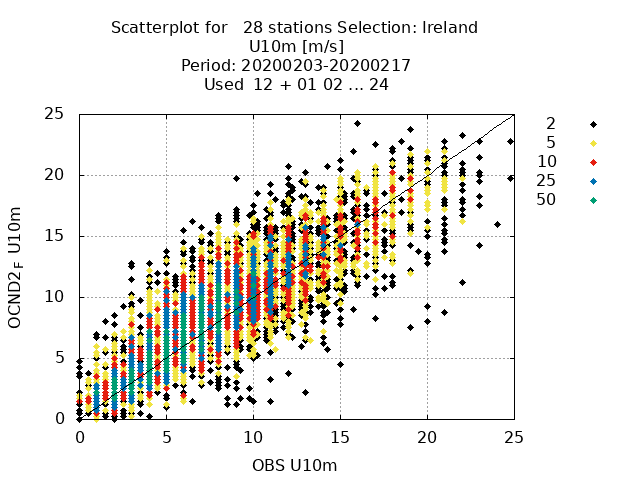 Scatterplot for   28 stations Selection: Ireland
U10m [m/s]
Period: 20200203-20200217
Used  12 + 01 02 ... 24
25
20
15
10
5
0
OCND2_F U10m
0 5 10 15 20 25
OBS U10m
2
5
10
25
50